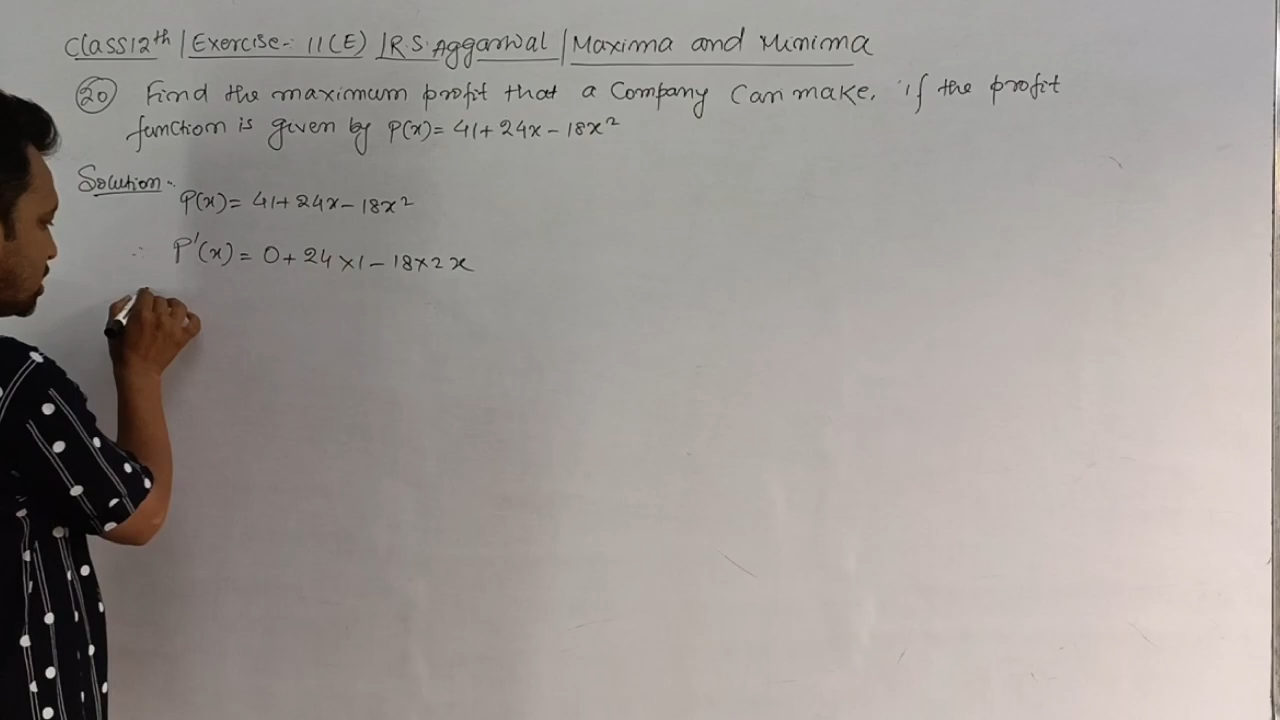 Class 12th | Exercise-: 11(E) | R.S. Aggarwal | Maxima and Minima
20 Find the maximum profit that a Company Can make, if the profit
function is given by P(x) = 41 + 24x - 18x²
Solution:-
P(x) = 41 + 24x - 18x²
∴ P'(x) = 0 + 24 × 1 - 18 × 2x